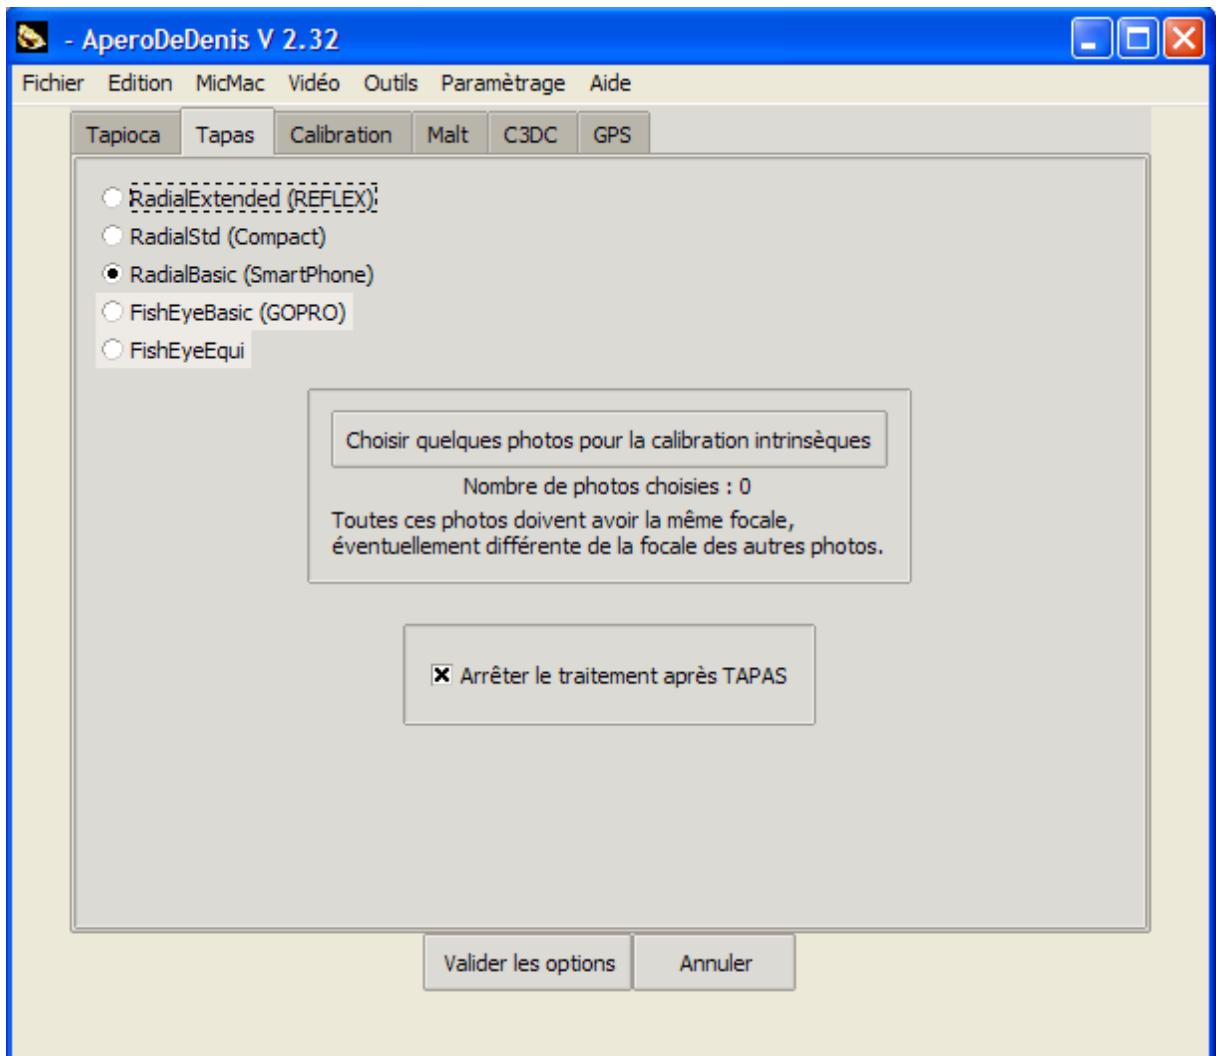 - AperoDeDenis V 2.32
Fichier Edition MicMac Vidéo Outils Paramètrage Aide
Tapioca Tapas Calibration Malt C3DC GPS
RadialExtended (REFLEX)
RadialStd (Compact)
RadialBasic (SmartPhone)
FishEyeBasic (GOPRO)
FishEyeEqui
Choisir quelques photos pour la calibration intrinsèques
Nombre de photos choisies : 0
Toutes ces photos doivent avoir la même focale,
éventuellement différente de la focale des autres photos.
Arrêter le traitement après TAPAS
Valider les options Annuler